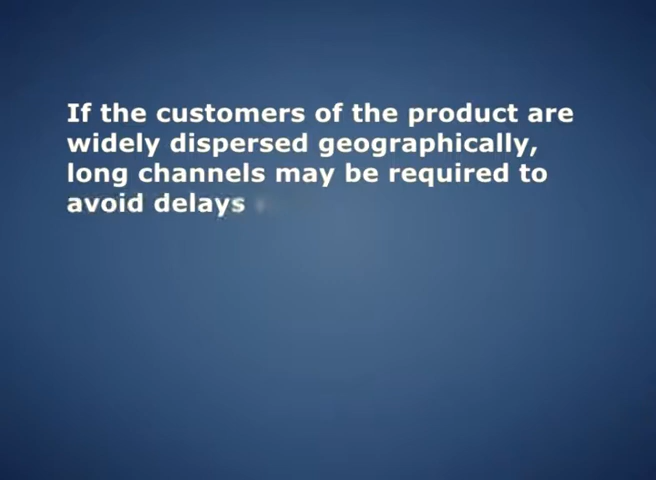 If the customers of the product are
widely dispersed geographically,
long channels may be required to
avoid delays